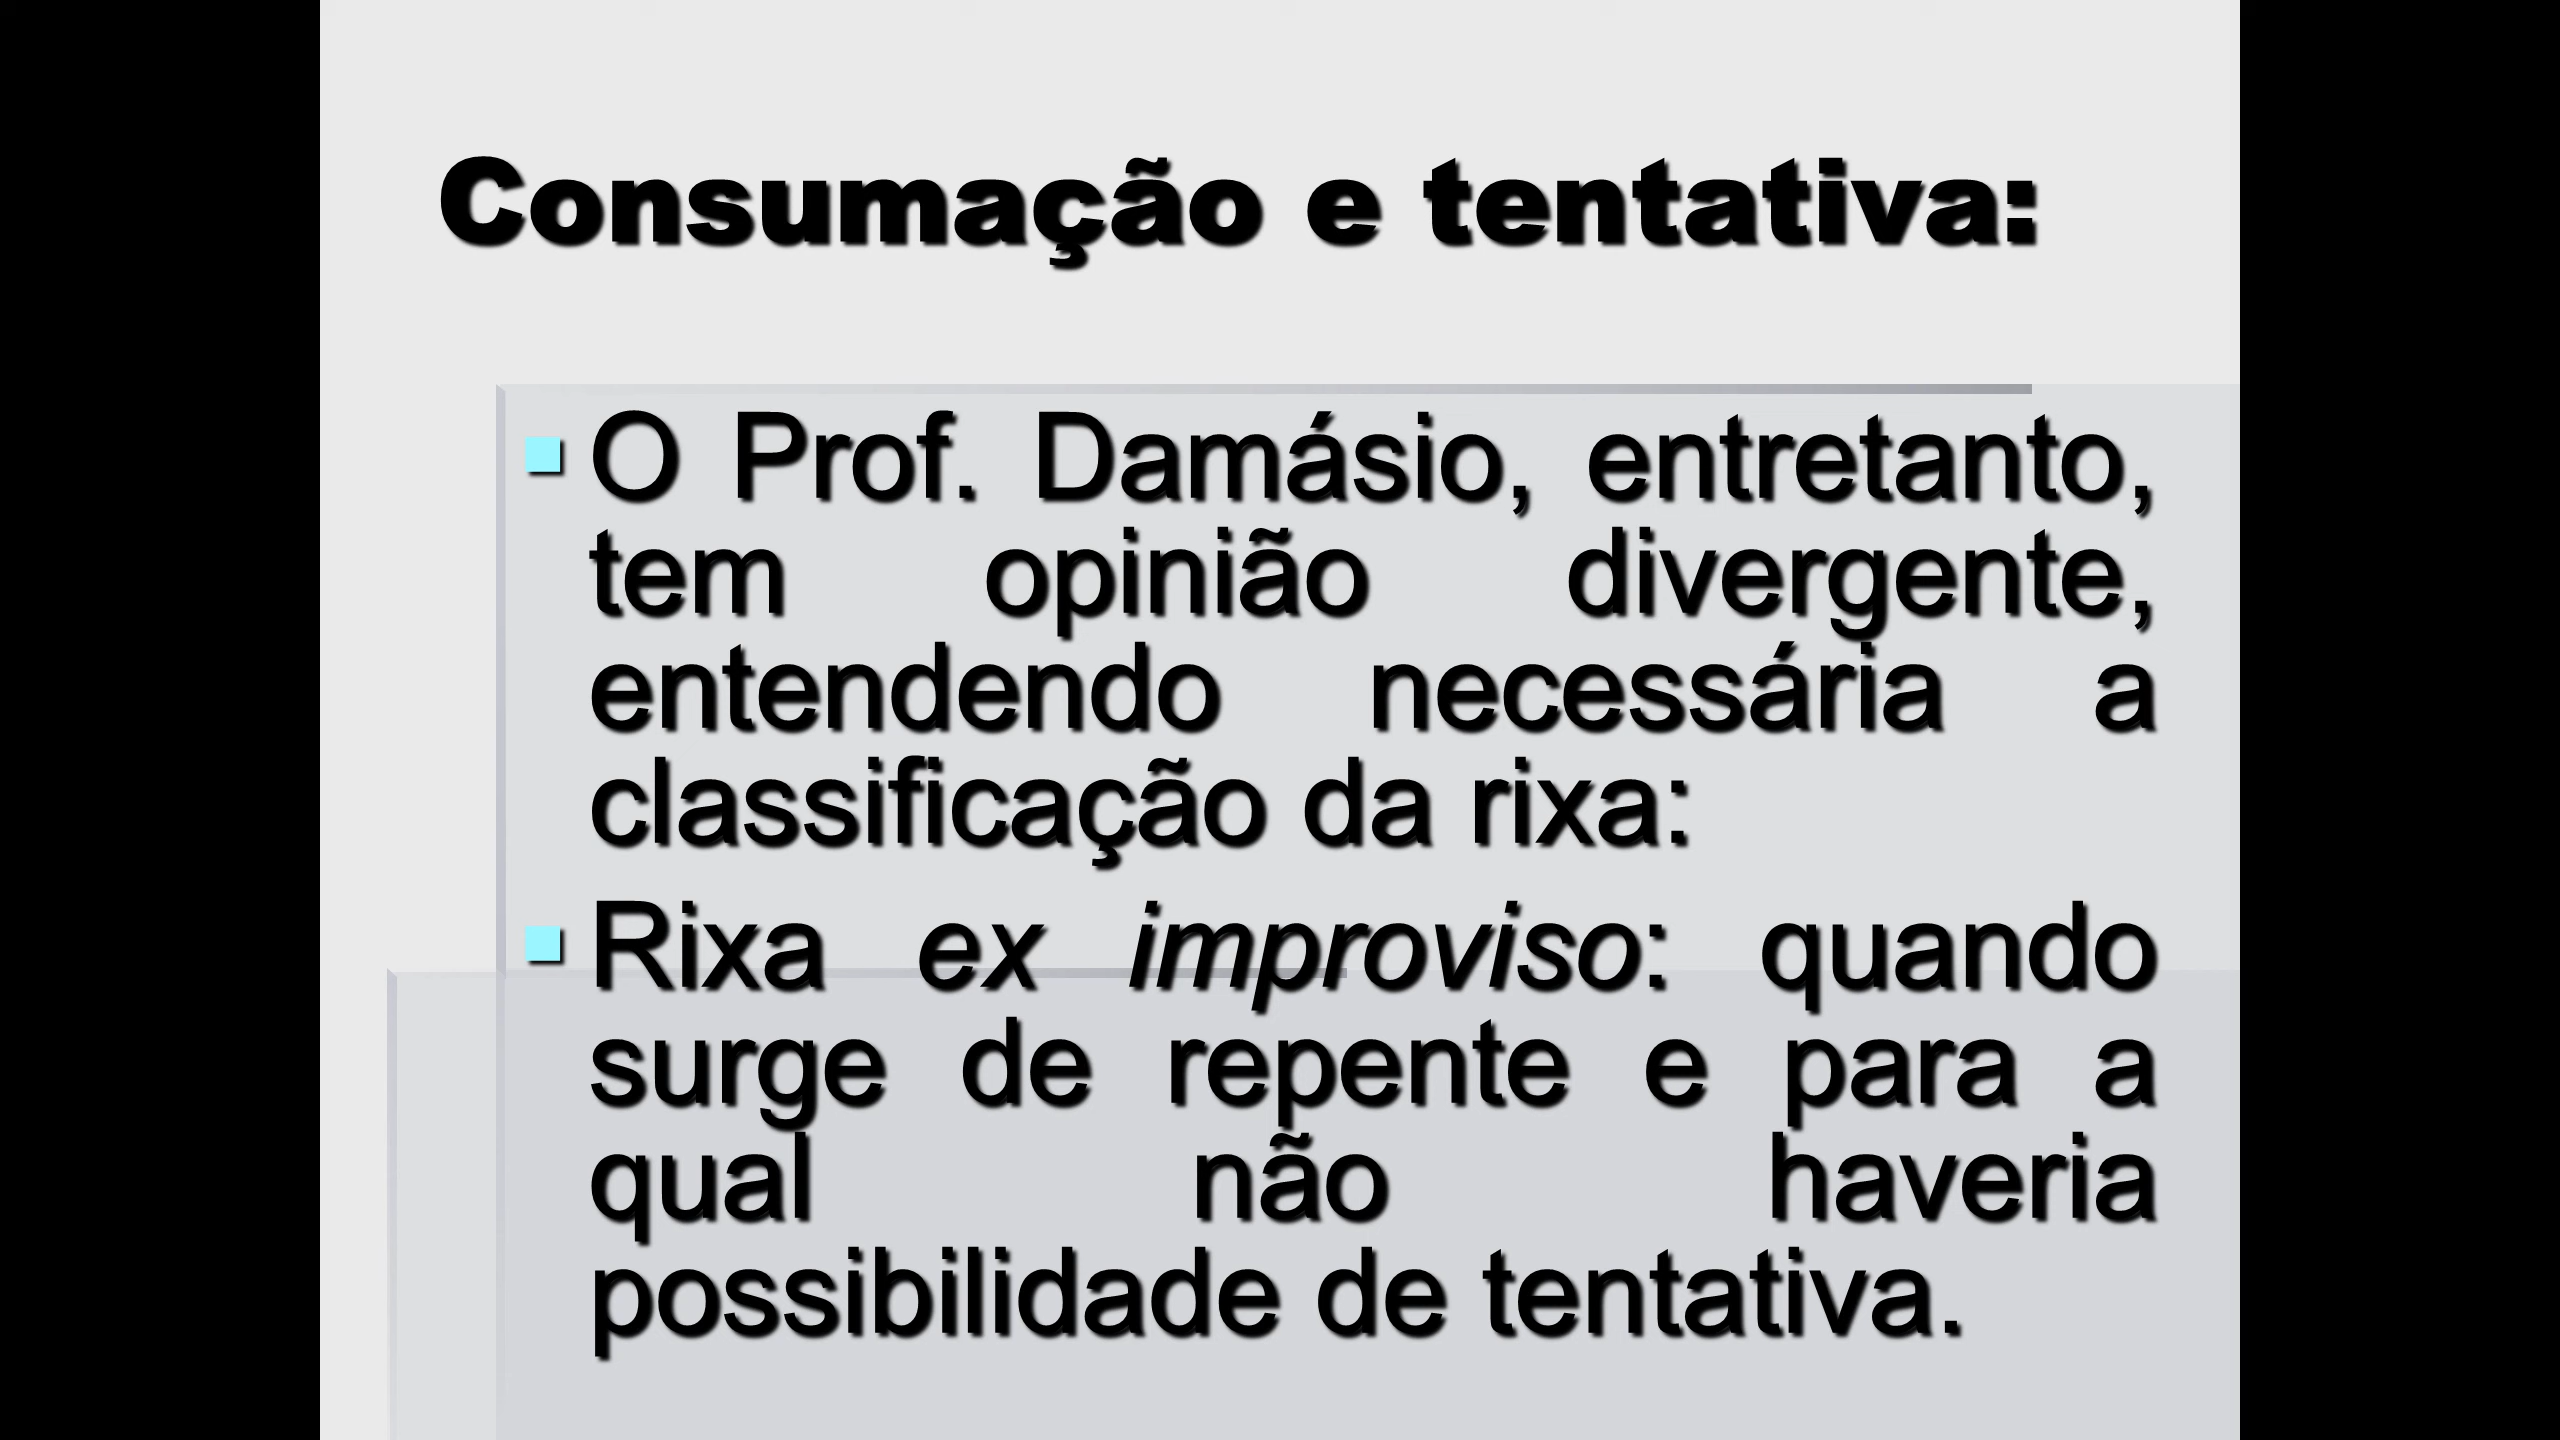 Consumação e tentativa:
O Prof. Damásio, entretanto,
tem opinião divergente,
entendendo necessária a
classificação da rixa:
Rixa ex improviso: quando
surge de repente e para a
qual não haveria
possibilidade de tentativa.